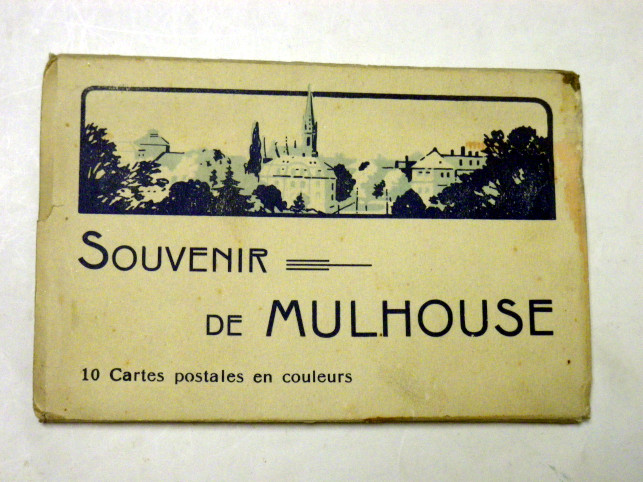 SOUVENIR
DE MULHOUSE
10 Cartes postales en couleurs